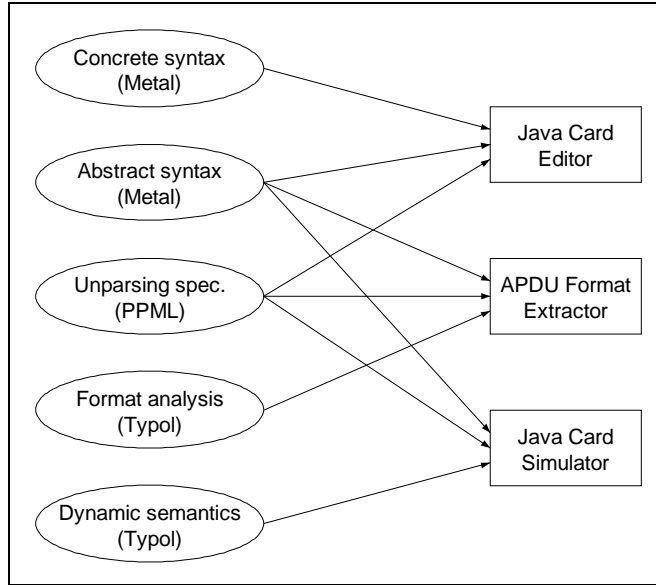 Concrete syntax
(Metal)
Abstract syntax
(Metal)
Unparsing spec.
(PPML)
Format analysis
(Typol)
Dynamic semantics
(Typol)
Java Card
Editor
APDU Format
Extractor
Java Card
Simulator